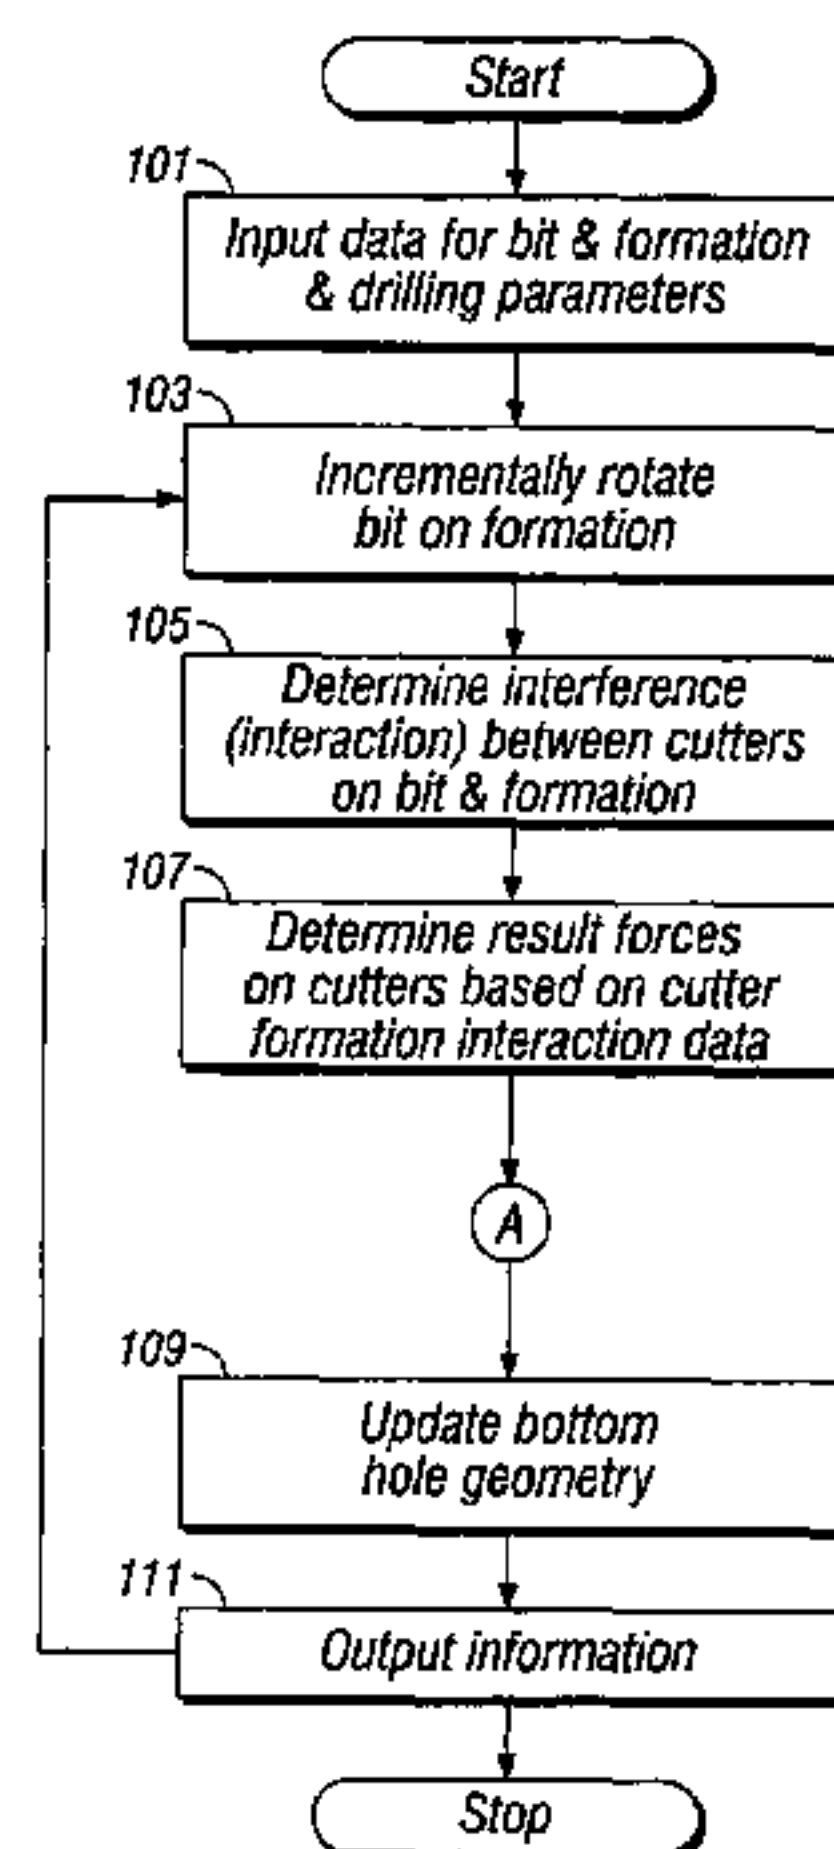 Start
101
Input data for bit & formation
& drilling parameters
103
Incrementally rotate
bit on formation
105
Determine interference
(interaction) between cutters
on bit & formation
107
Determine result forces
on cutters based on cutter
formation interaction data
A
109
Update bottom
hole geometry
111
Output information
Stop